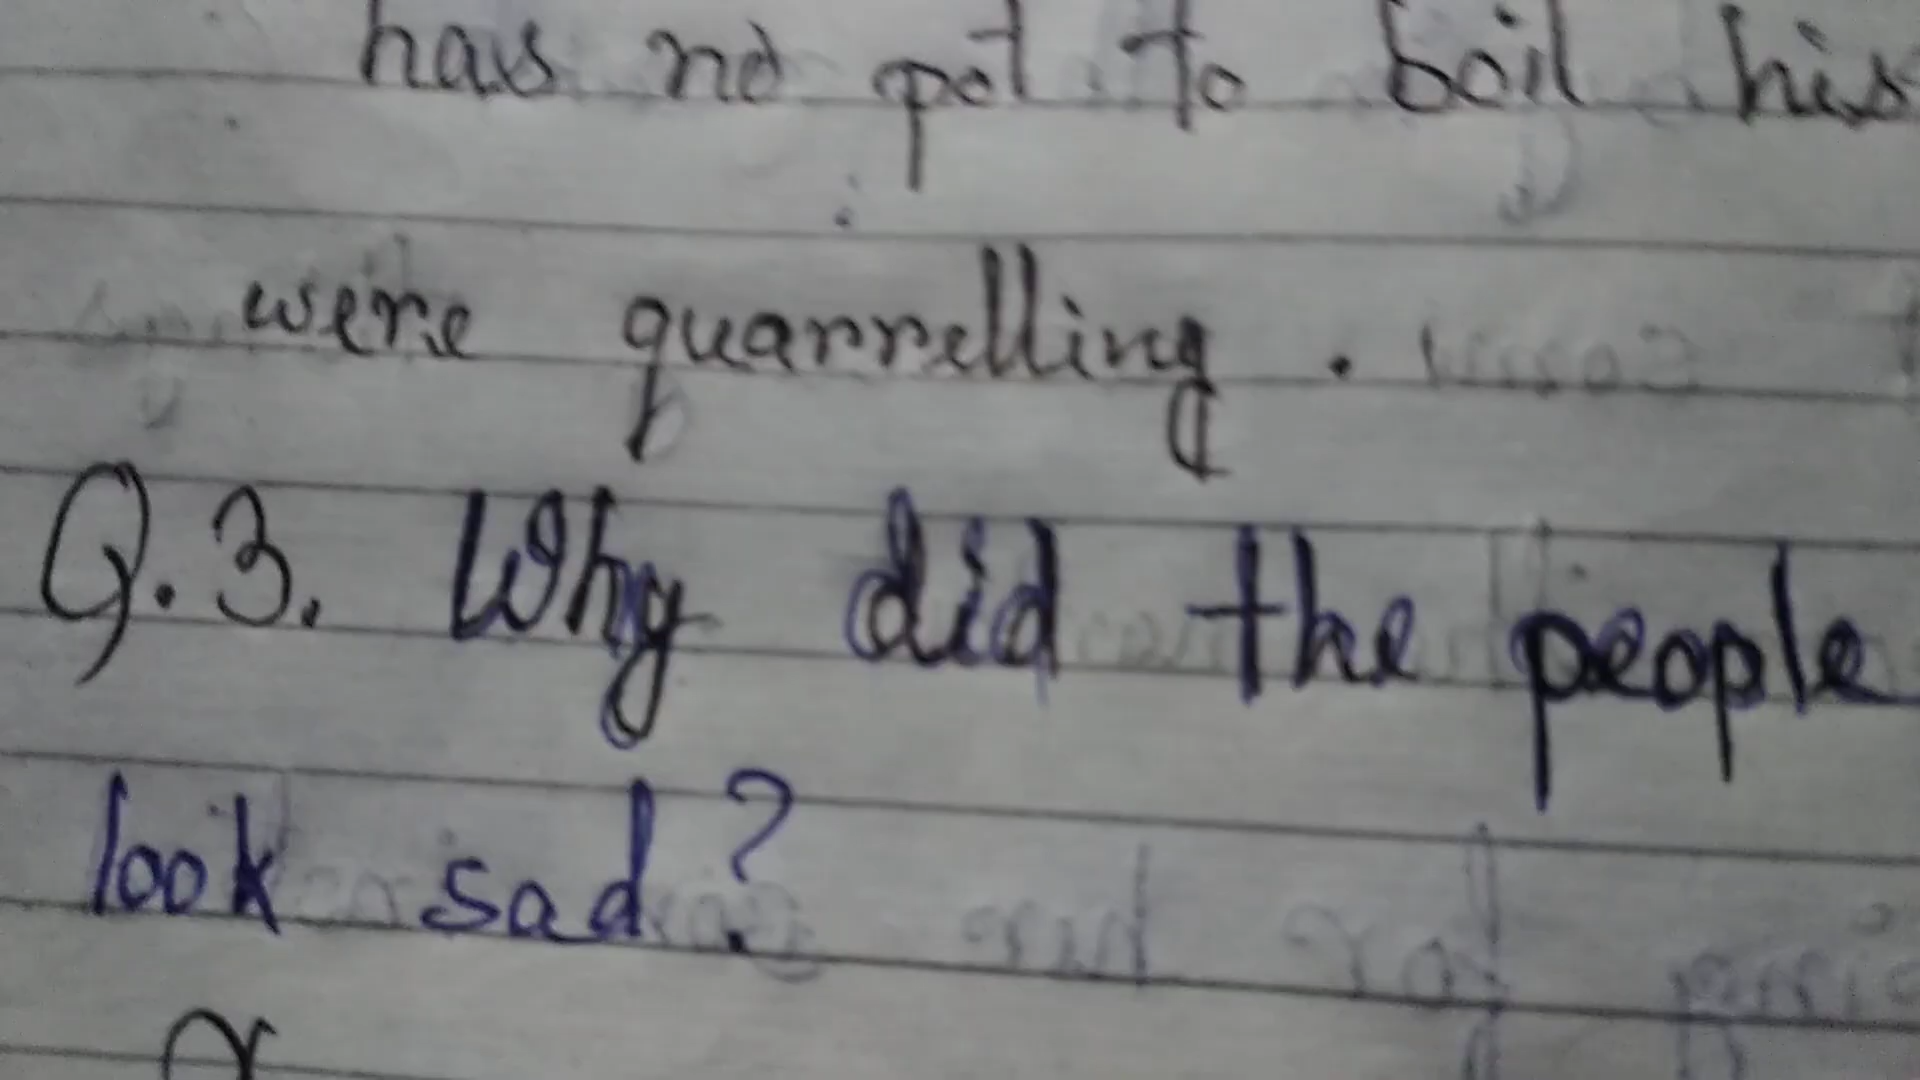 has no pot to boil his
were quarrelling.
Q.3. Why did the people
look sad?